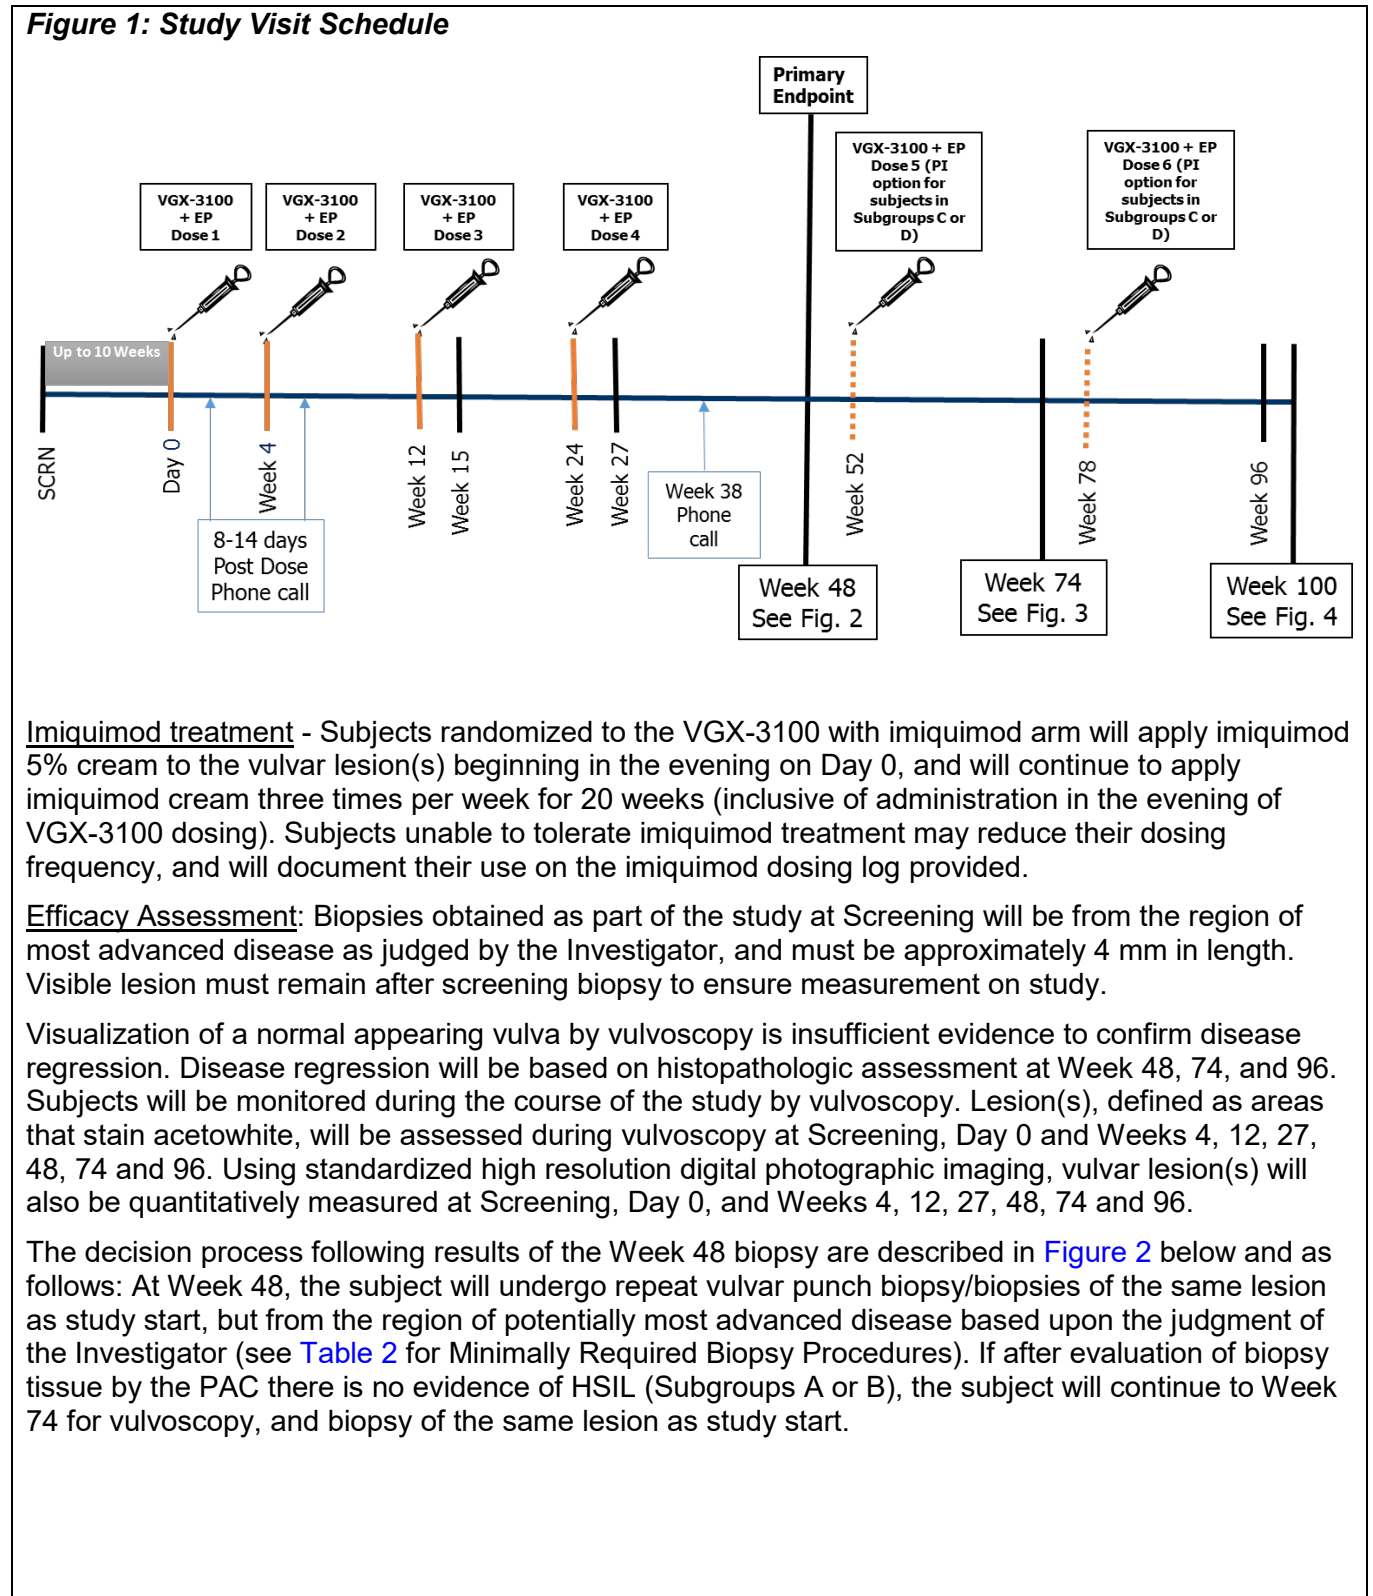 Figure 1: Study Visit Schedule
Primary
Endpoint
VGX-3100
+ EP
Dose 1
VGX-3100
+ EP
Dose 2
VGX-3100
+ EP
Dose 3
VGX-3100
+ EP
Dose 4
VGX-3100 + EP
Dose 5 (PI
option for
subjects in
Subgroups C or
D)
VGX-3100 + EP
Dose 6 (PI
option for
subjects in
Subgroups C or
D)
Up to 10 Weeks
SCRN
Day 0
Week 4
Week 12
Week 15
Week 24
Week 27
Week 52
Week 78
Week 96
8-14 days
Post Dose
Phone call
Week 38
Phone
call
Week 48
See Fig. 2
Week 74
See Fig. 3
Week 100
See Fig. 4
Imiquimod treatment - Subjects randomized to the VGX-3100 with imiquimod arm will apply imiquimod
5% cream to the vulvar lesion(s) beginning in the evening on Day 0, and will continue to apply
imiquimod cream three times per week for 20 weeks (inclusive of administration in the evening of
VGX-3100 dosing). Subjects unable to tolerate imiquimod treatment may reduce their dosing
frequency, and will document their use on the imiquimod dosing log provided.
Efficacy Assessment: Biopsies obtained as part of the study at Screening will be from the region of
most advanced disease as judged by the Investigator, and must be approximately 4 mm in length.
Visible lesion must remain after screening biopsy to ensure measurement on study.
Visualization of a normal appearing vulva by vulvoscopy is insufficient evidence to confirm disease
regression. Disease regression will be based on histopathologic assessment at Week 48, 74, and 96.
Subjects will be monitored during the course of the study by vulvoscopy. Lesion(s), defined as areas
that stain acetowhite, will be assessed during vulvoscopy at Screening, Day 0 and Weeks 4, 12, 27,
48, 74 and 96. Using standardized high resolution digital photographic imaging, vulvar lesion(s) will
also be quantitatively measured at Screening, Day 0, and Weeks 4, 12, 27, 48, 74 and 96.
The decision process following results of the Week 48 biopsy are described in Figure 2 below and as
follows: At Week 48, the subject will undergo repeat vulvar punch biopsy/biopsies of the same lesion
as study start, but from the region of potentially most advanced disease based upon the judgment of
the Investigator (see Table 2 for Minimally Required Biopsy Procedures). If after evaluation of biopsy
tissue by the PAC there is no evidence of HSIL (Subgroups A or B), the subject will continue to Week
74 for vulvoscopy, and biopsy of the same lesion as study start.